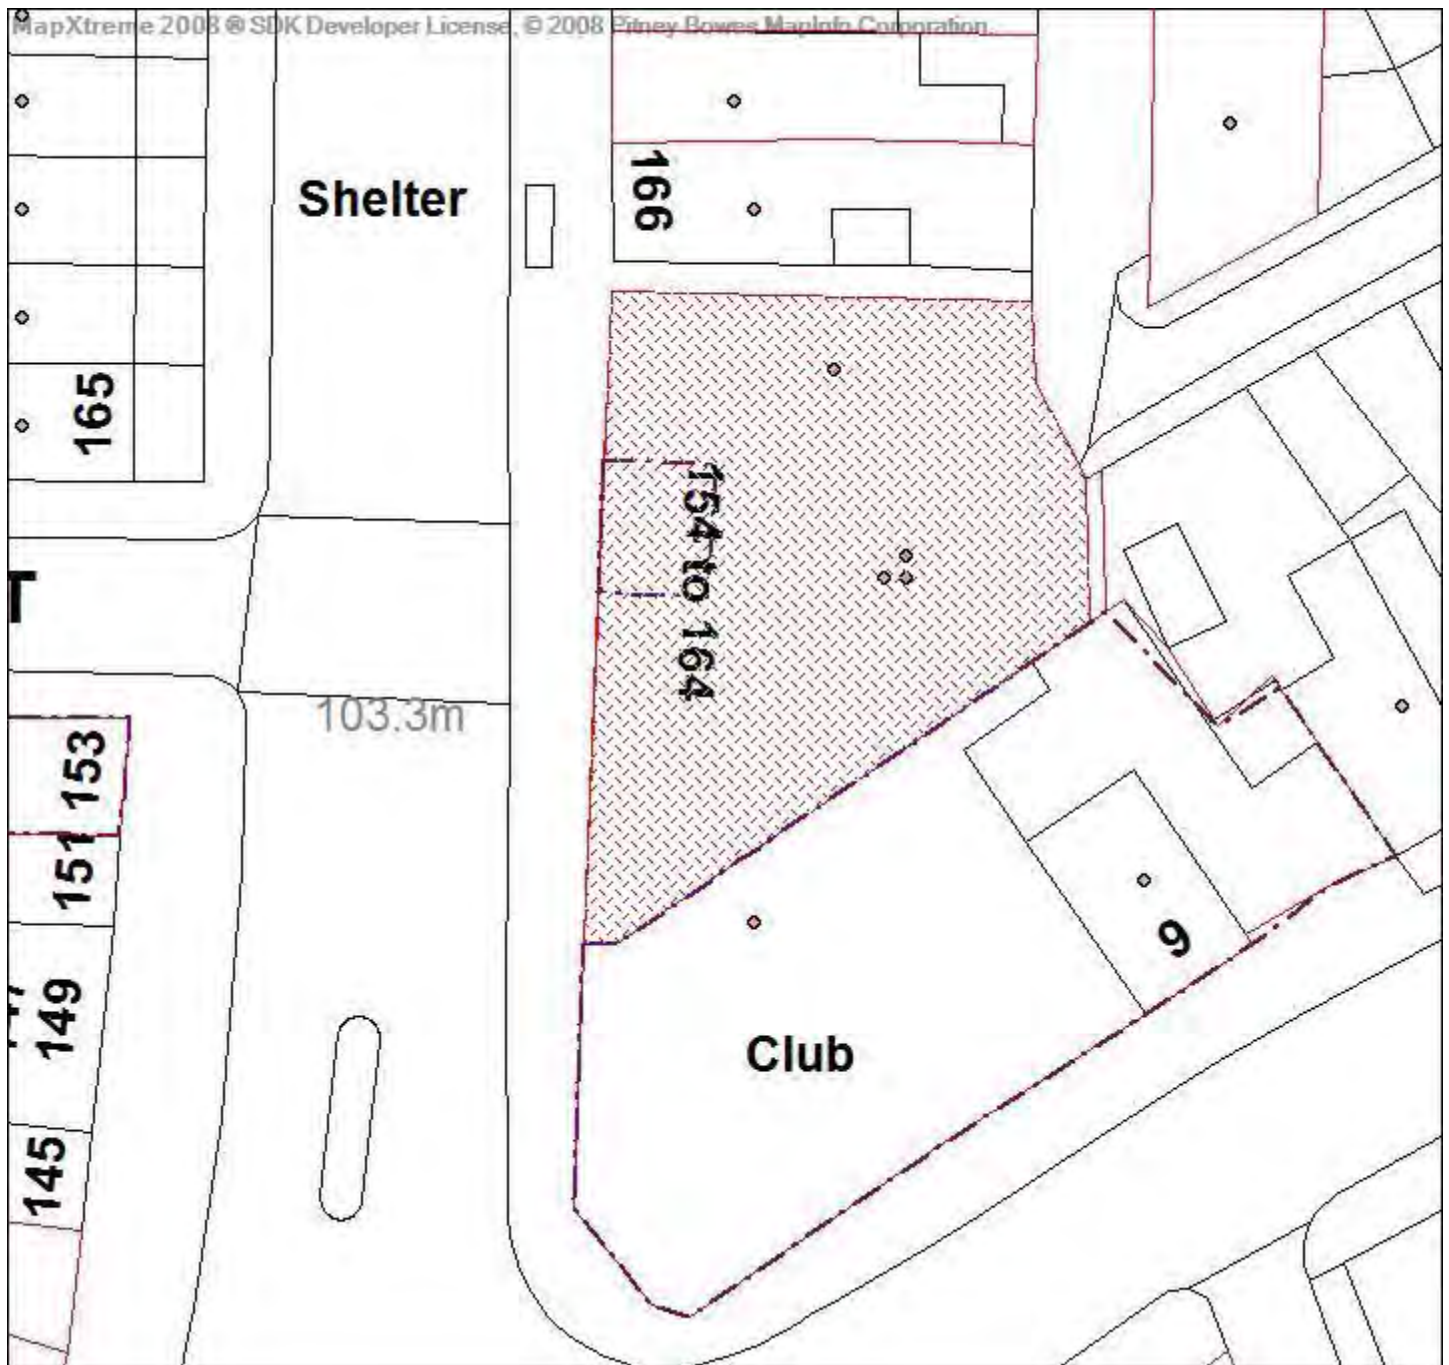 MapXtreme 2008 ® SDK Developer License, © 2008 Pitney Bowes MapInfo Corporation.
166
Shelter
165
154 to 164
T
103.3m
153
151
9
149
Club
145